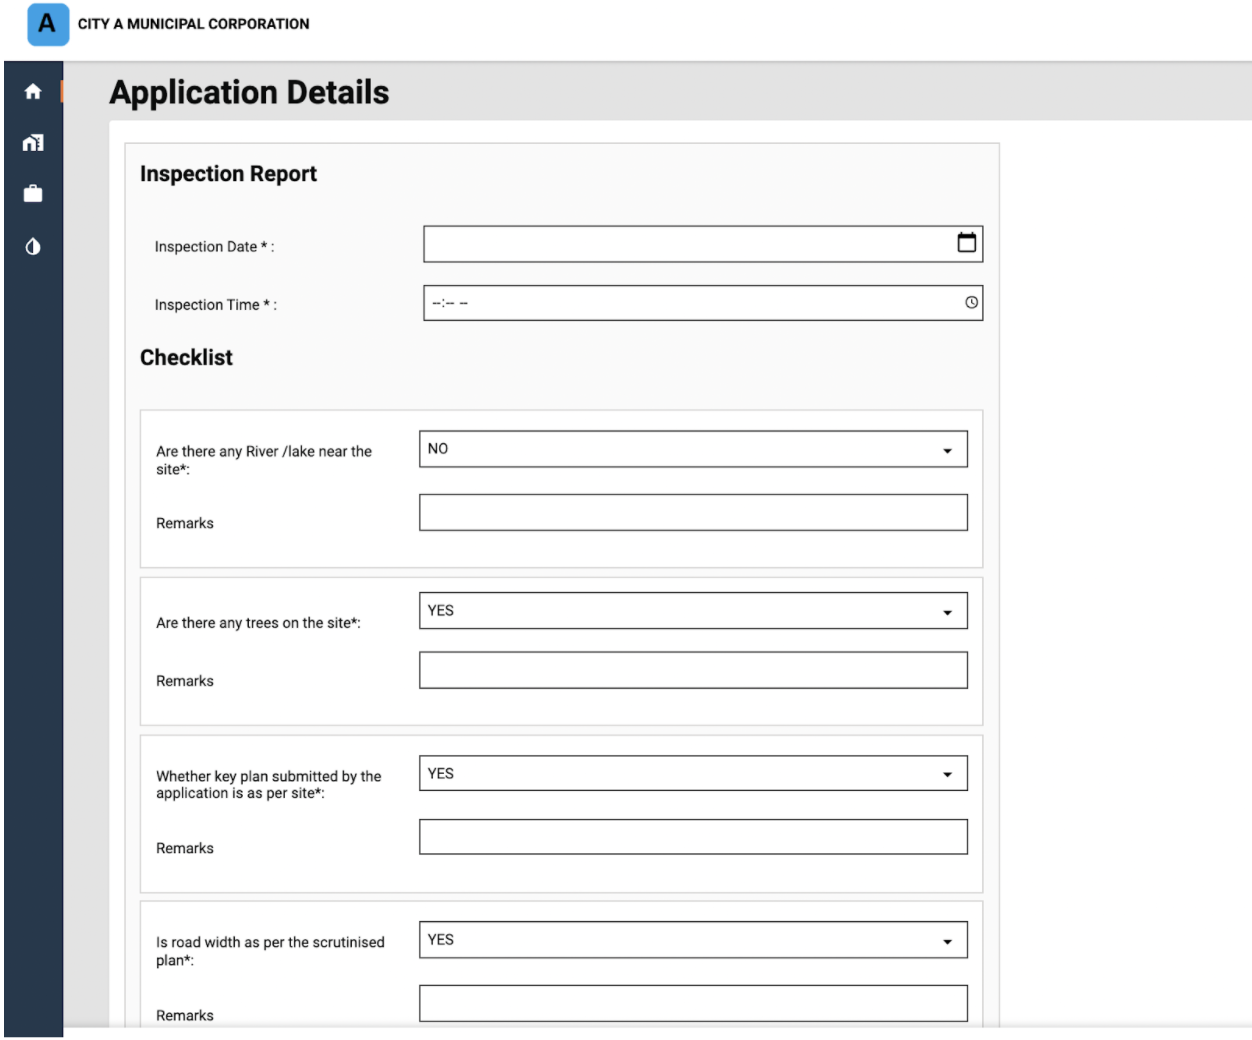 A
CITY A MUNICIPAL CORPORATION
Application Details
Inspection Report
Inspection Date * :
Inspection Time * :
--:-- --
Checklist
Are there any River /lake near the
site*:
NO
Remarks
Are there any trees on the site*:
YES
Remarks
Whether key plan submitted by the
application is as per site*:
YES
Remarks
Is road width as per the scrutinised
plan*:
YES
Remarks